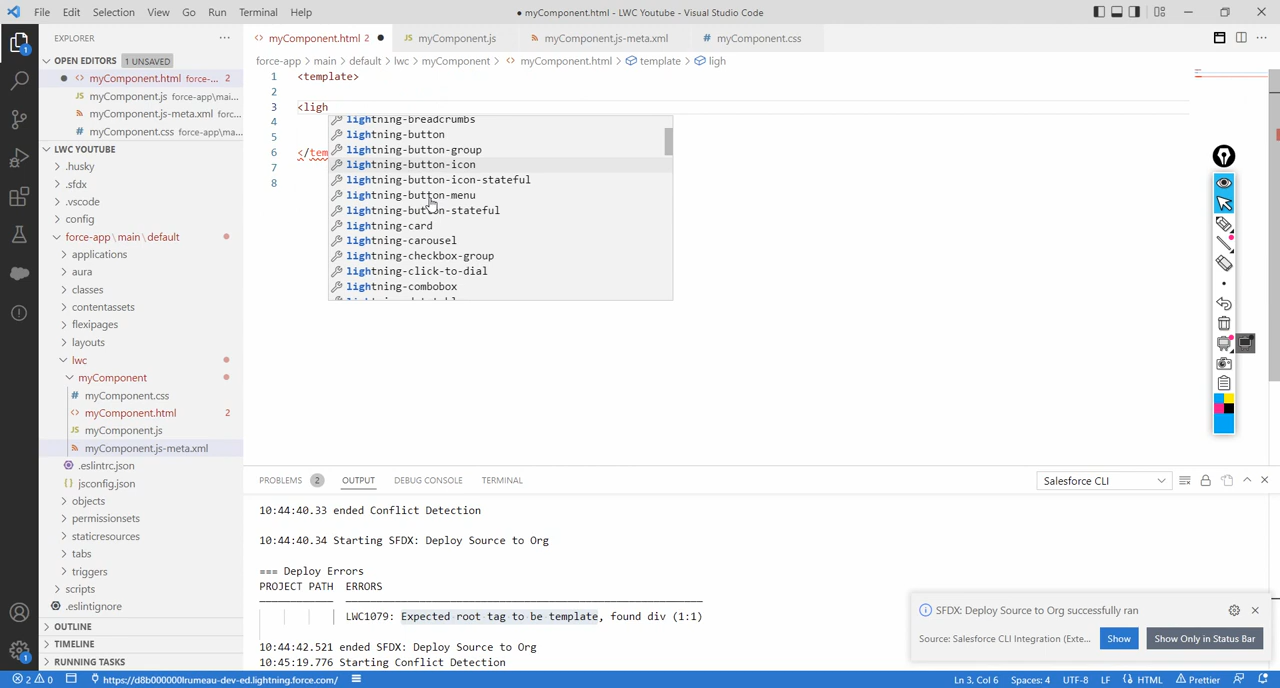 File Edit Selection View Go Run Terminal Help
● myComponent.html - LWC Youtube - Visual Studio Code
EXPLORER
OPEN EDITORS 1 UNSAVED
myComponent.html force-... 2
myComponent.js force-app\mai...
myComponent.js-meta.xml force...
myComponent.css force-app\ma...
LWC YOUTUBE
.husky
.sfdx
.vscode
config
force-app\main\default
applications
aura
classes
contentassets
flexipages
layouts
lwc
myComponent
myComponent.css
myComponent.html 2
myComponent.js
myComponent.js-meta.xml
.eslintrc.json
jsconfig.json
objects
permissionsets
staticresources
tabs
triggers
scripts
.eslintignore
OUTLINE
TIMELINE
RUNNING TASKS
myComponent.html 2 myComponent.js myComponent.js-meta.xml myComponent.css
force-app > main > default > lwc > myComponent > myComponent.html > template > ligh
1 <template>
2
3 <ligh
4
5
6 </tem
7
8
lightning-breadcrumbs
lightning-button
lightning-button-group
lightning-button-icon
lightning-button-icon-stateful
lightning-button-menu
lightning-button-stateful
lightning-card
lightning-carousel
lightning-checkbox-group
lightning-click-to-dial
lightning-combobox
PROBLEMS 2 OUTPUT DEBUG CONSOLE TERMINAL
Salesforce CLI
10:44:40.33 ended Conflict Detection
10:44:40.34 Starting SFDX: Deploy Source to Org
=== Deploy Errors
PROJECT PATH ERRORS
LWC1079: Expected root tag to be template, found div (1:1)
10:44:42.521 ended SFDX: Deploy Source to Org
10:45:19.776 Starting Conflict Detection
SFDX: Deploy Source to Org successfully ran
Source: Salesforce CLI Integration (Exte... Show Show Only in Status Bar
2 0 https://d8b000000lrumeau-dev-ed.lightning.force.com/ Ln 3, Col 6 Spaces: 4 UTF-8 LF HTML Prettier